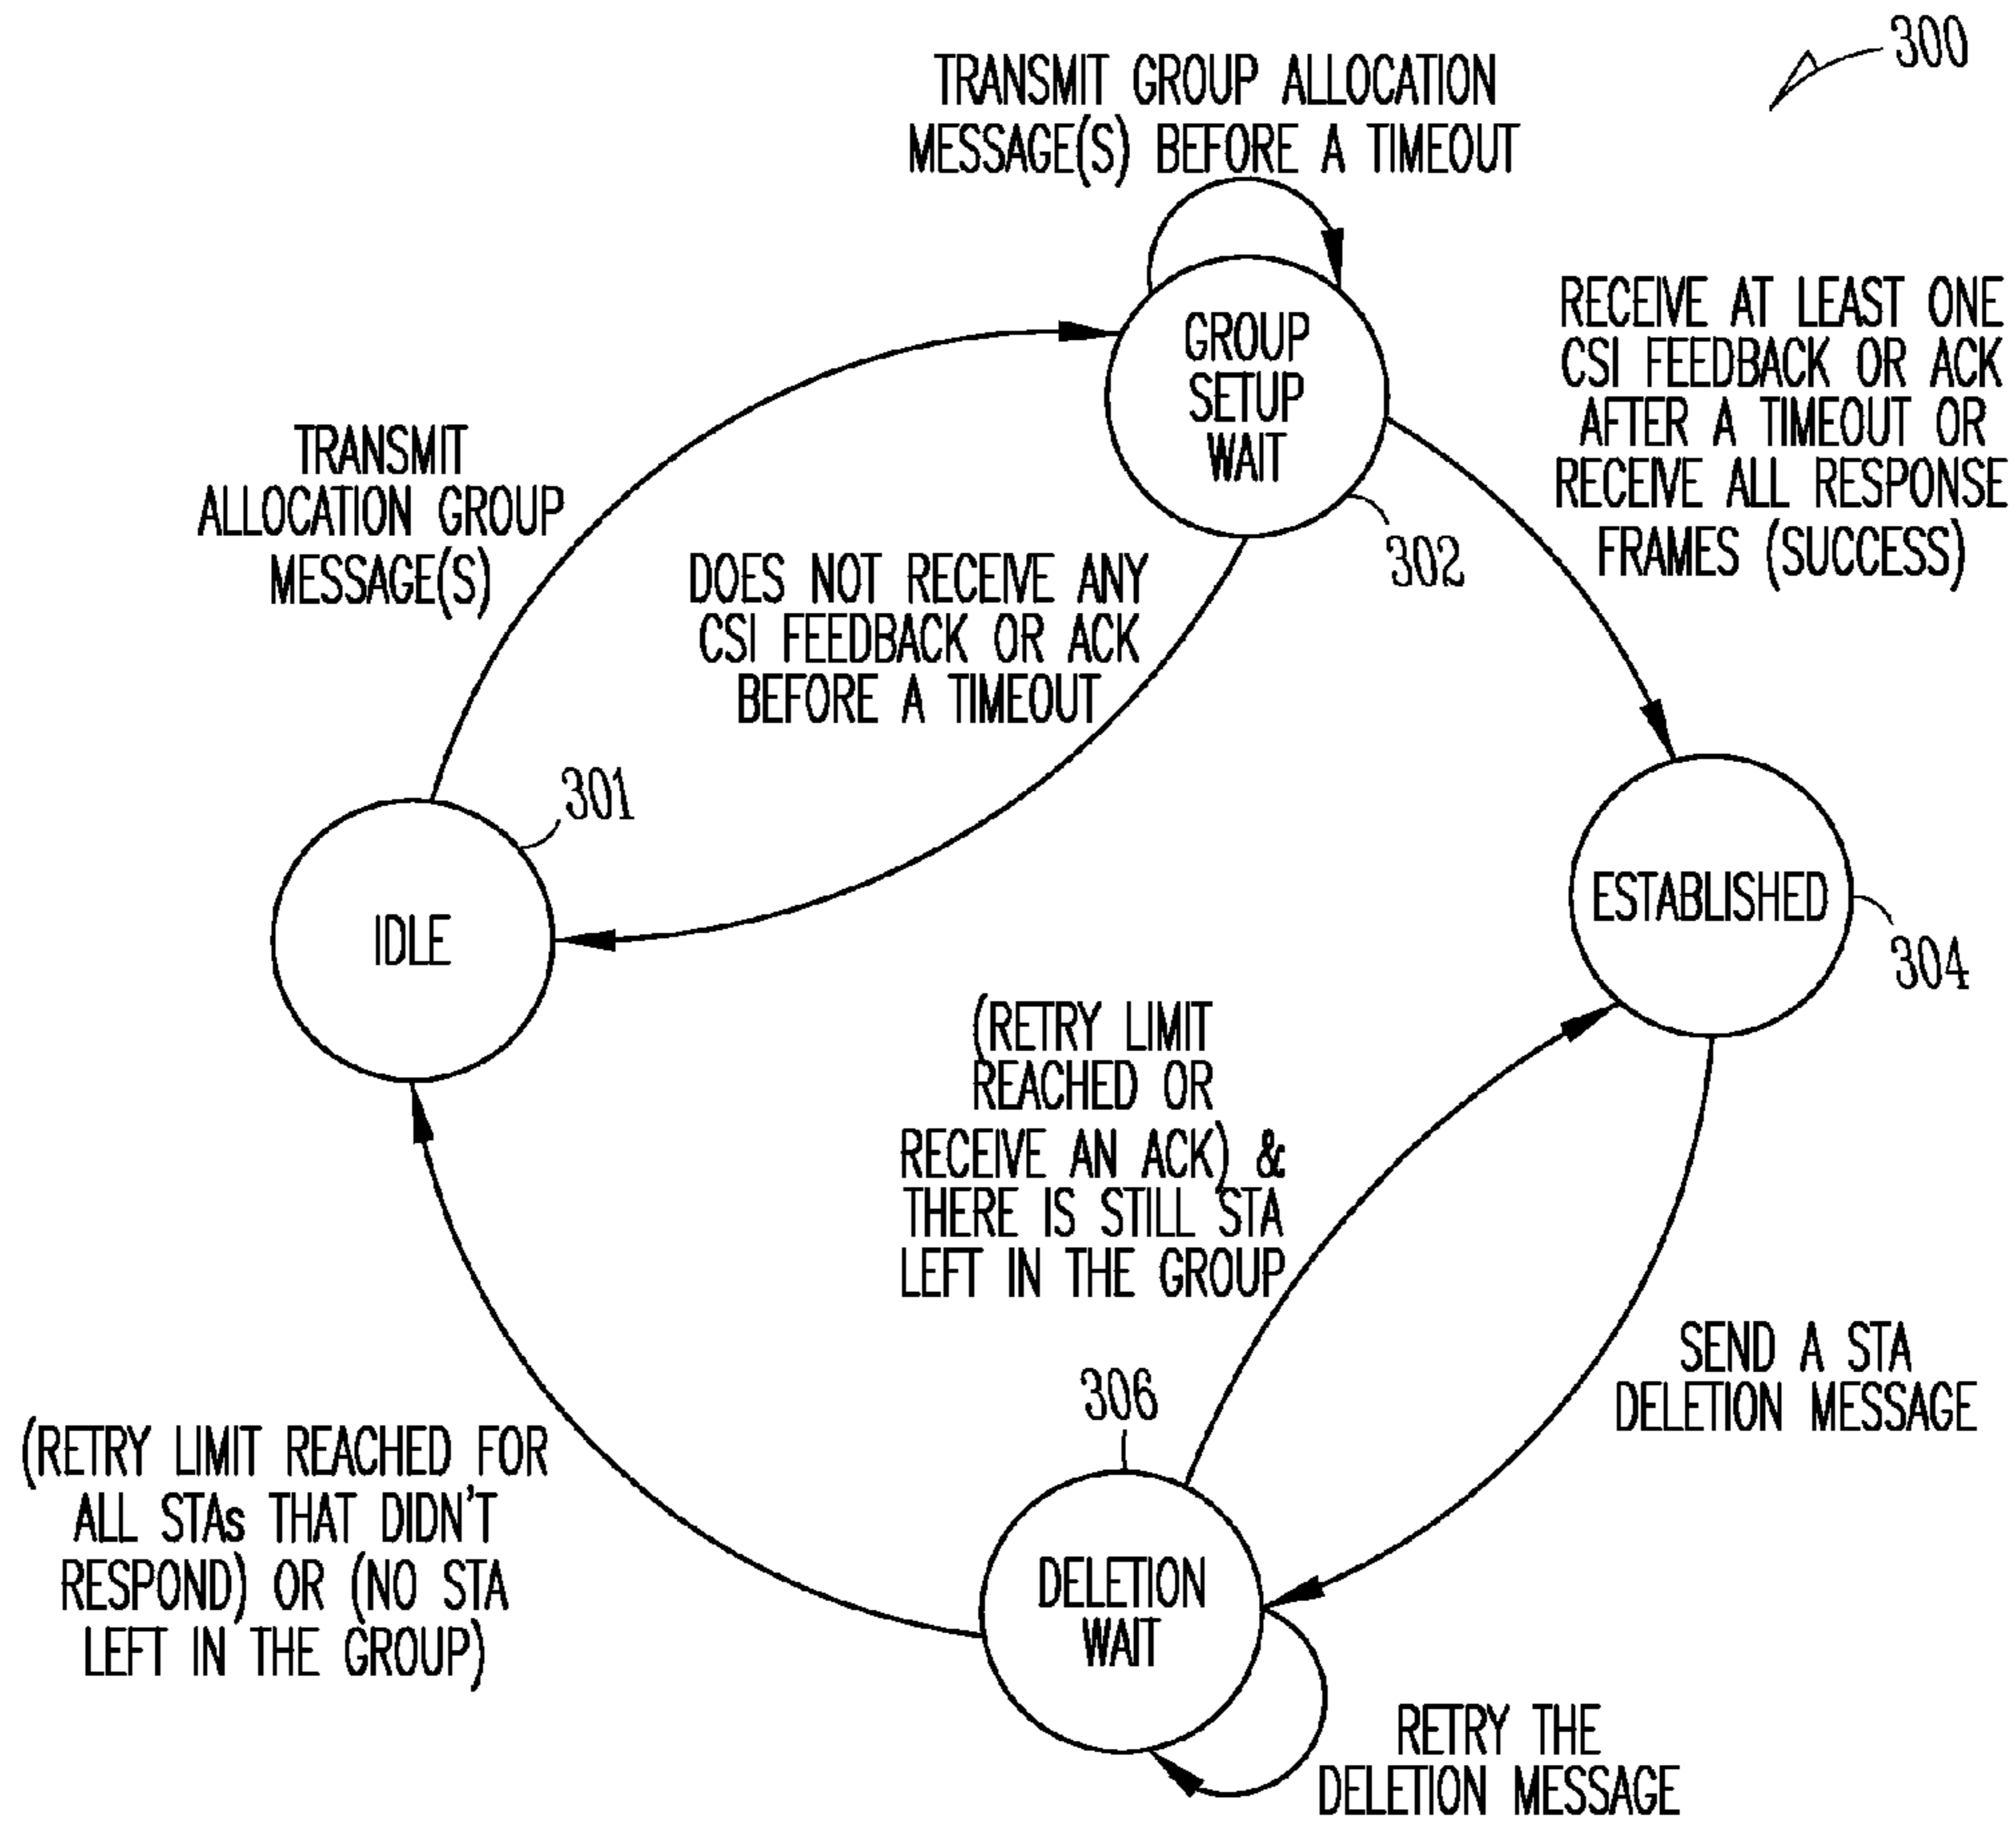 300
TRANSMIT GROUP ALLOCATION
MESSAGE(S) BEFORE A TIMEOUT
RECEIVE AT LEAST ONE
CSI FEEDBACK OR ACK
AFTER A TIMEOUT OR
RECEIVE ALL RESPONSE
FRAMES (SUCCESS)
GROUP
SETUP
WAIT
302
TRANSMIT
ALLOCATION GROUP
MESSAGE(S)
DOES NOT RECEIVE ANY
CSI FEEDBACK OR ACK
BEFORE A TIMEOUT
301
IDLE
ESTABLISHED
304
(RETRY LIMIT
REACHED OR
RECEIVE AN ACK) &
THERE IS STILL STA
LEFT IN THE GROUP
SEND A STA
DELETION MESSAGE
306
(RETRY LIMIT REACHED FOR
ALL STAs THAT DIDN'T
RESPOND) OR (NO STA
LEFT IN THE GROUP)
DELETION
WAIT
RETRY THE
DELETION MESSAGE